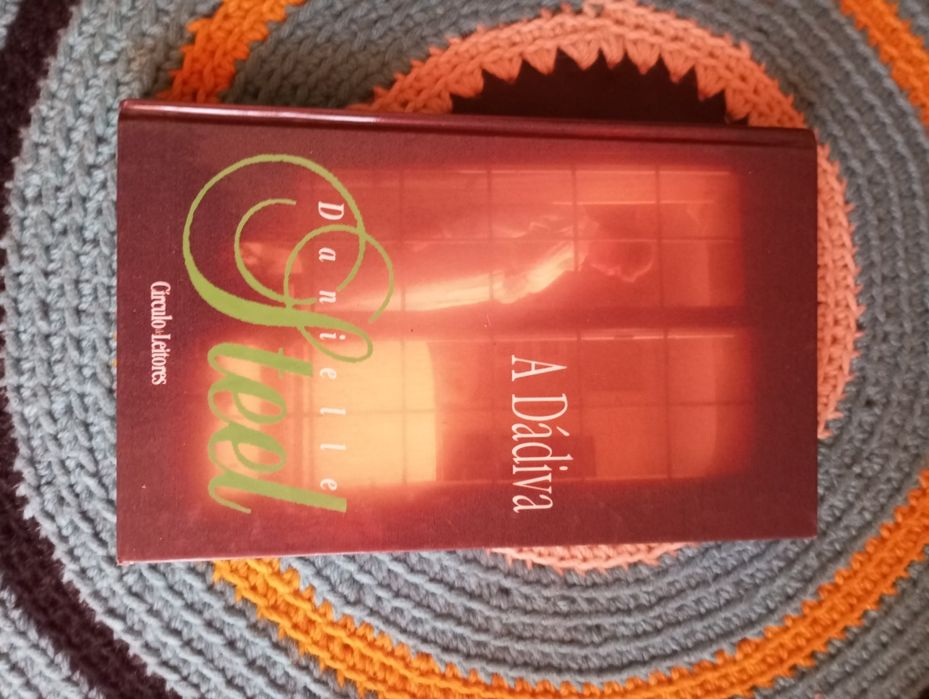 A Dádiva
Danielle
Steel
Círculo de Leitores